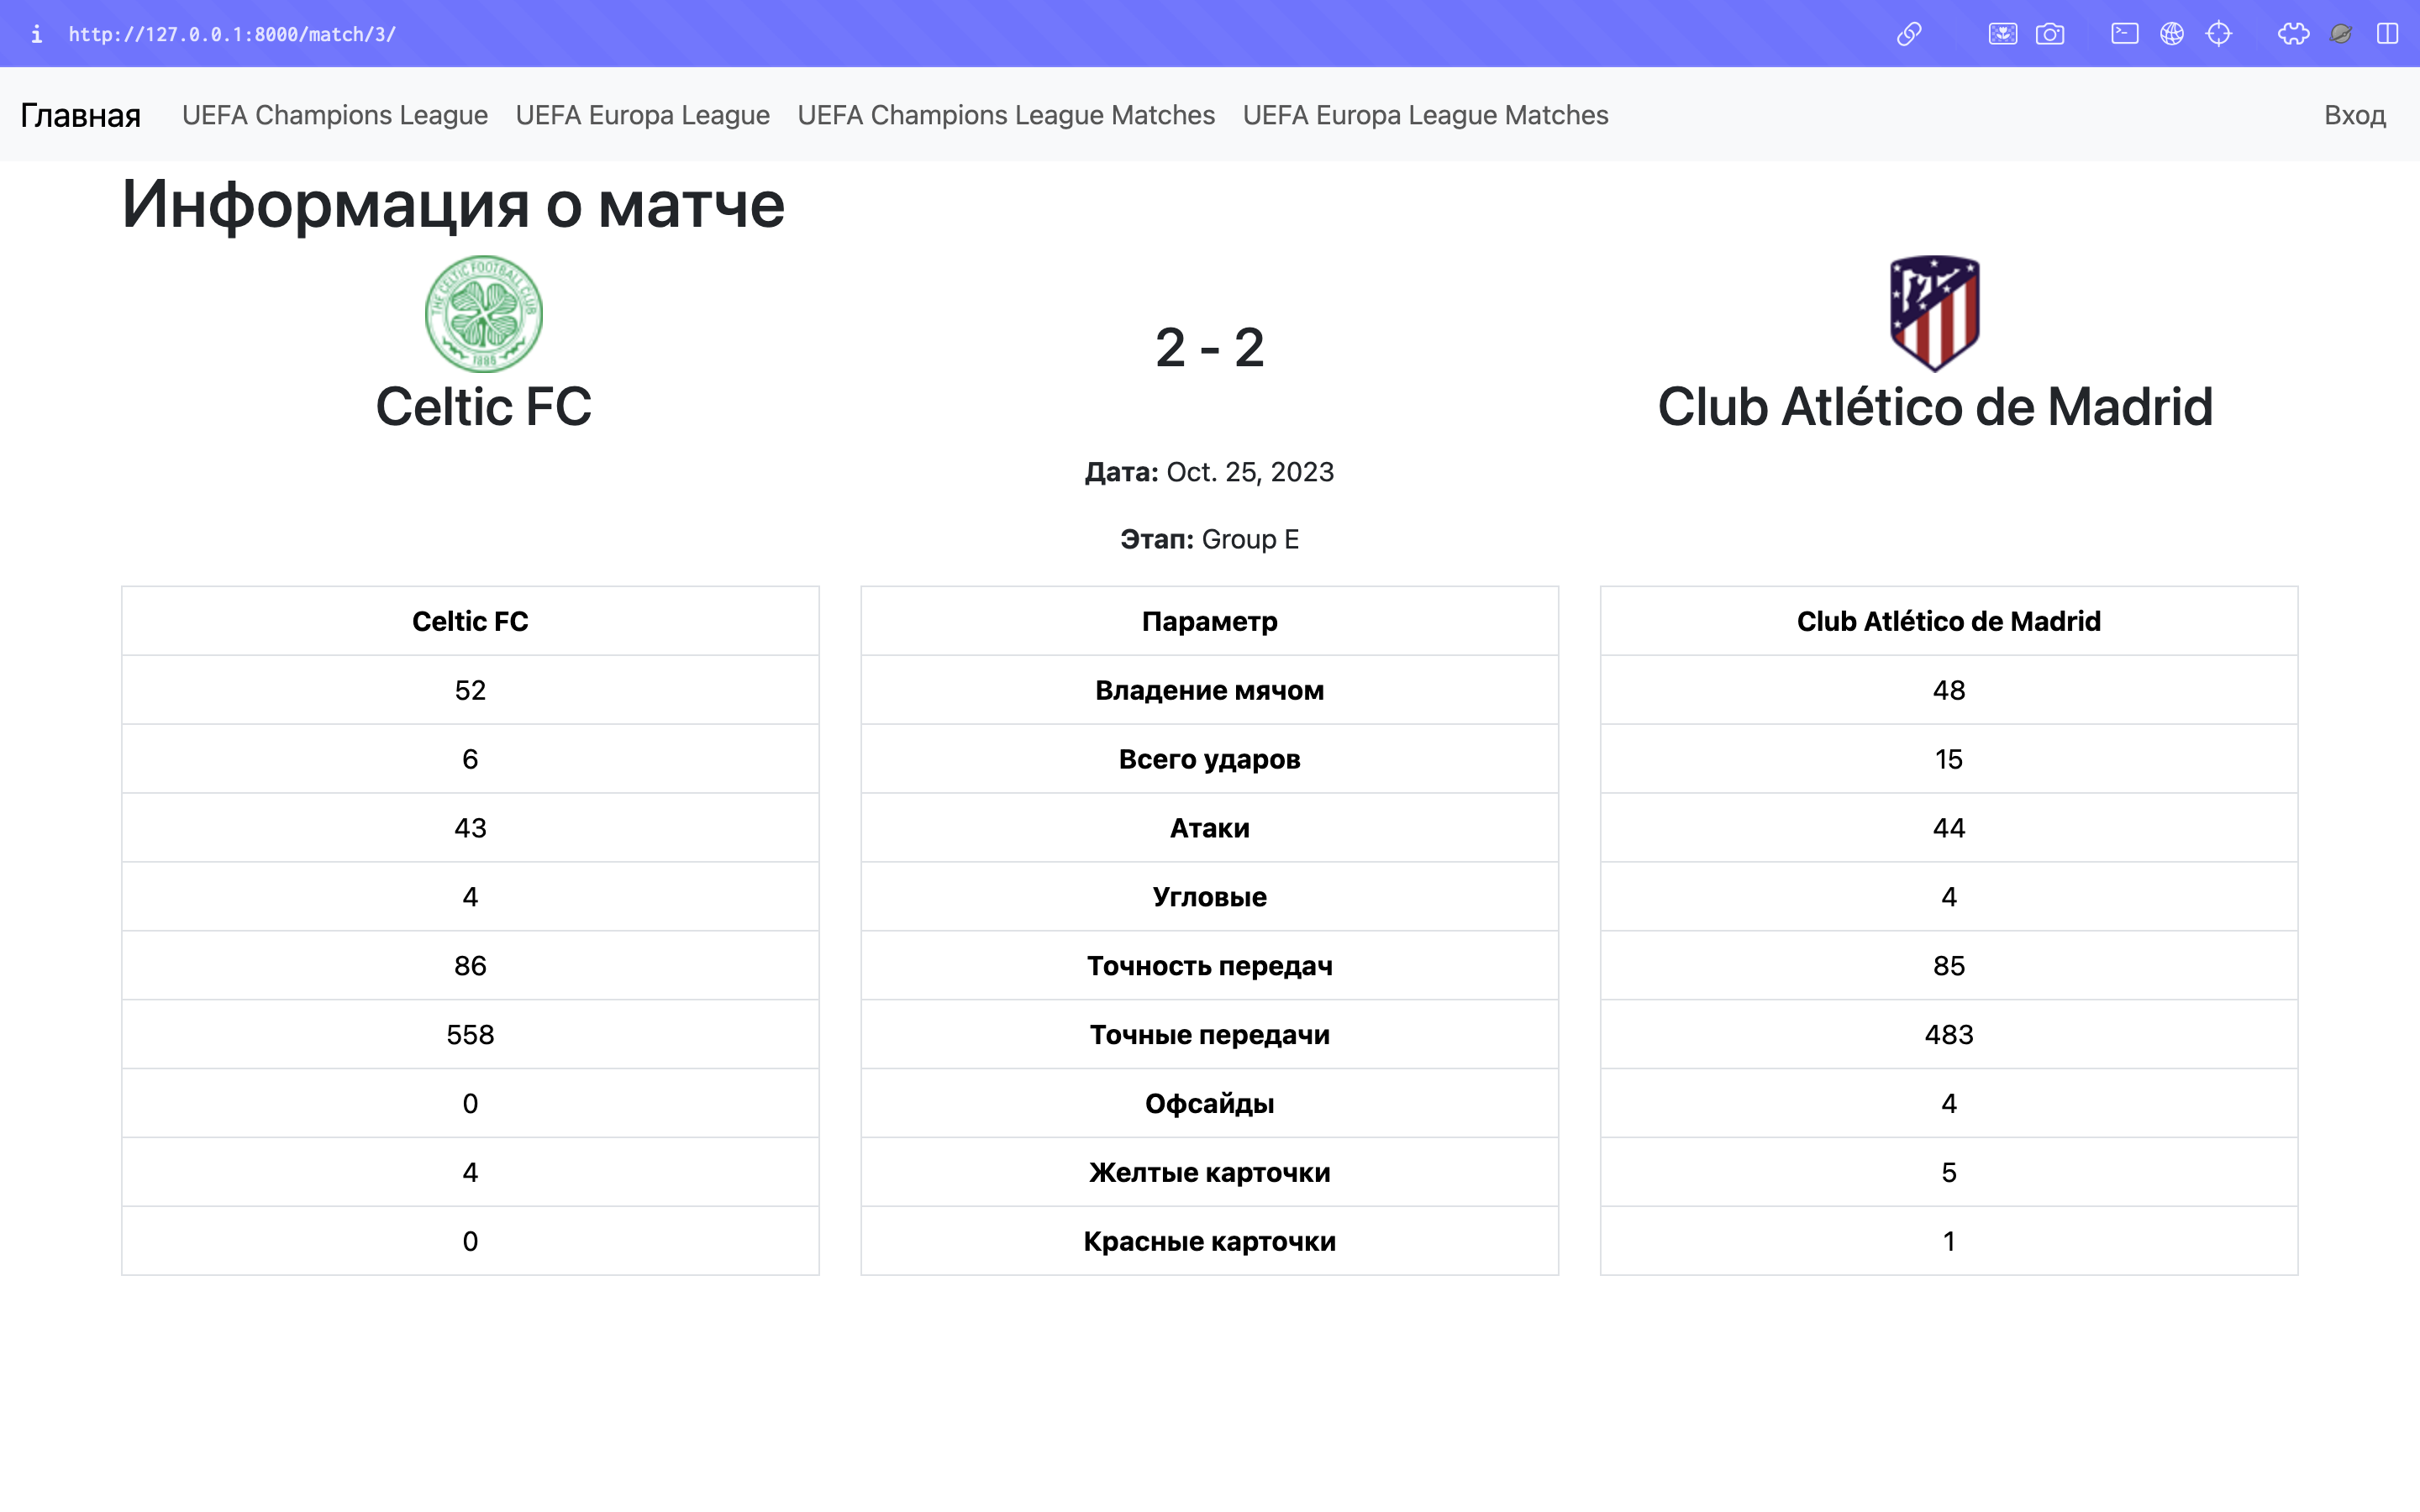 http://127.0.0.1:8000/match/3/
Главная UEFA Champions League UEFA Europa League UEFA Champions League Matches UEFA Europa League Matches Вход
Информация о матче
THE CELTIC FOOTBALL CLUB
1888
2 - 2
Celtic FC Club Atlético de Madrid
Дата: Oct. 25, 2023
Этап: Group E
Celtic FC Параметр Club Atlético de Madrid
52 Владение мячом 48
6 Всего ударов 15
43 Атаки 44
4 Угловые 4
86 Точность передач 85
558 Точные передачи 483
0 Офсайды 4
4 Желтые карточки 5
0 Красные карточки 1